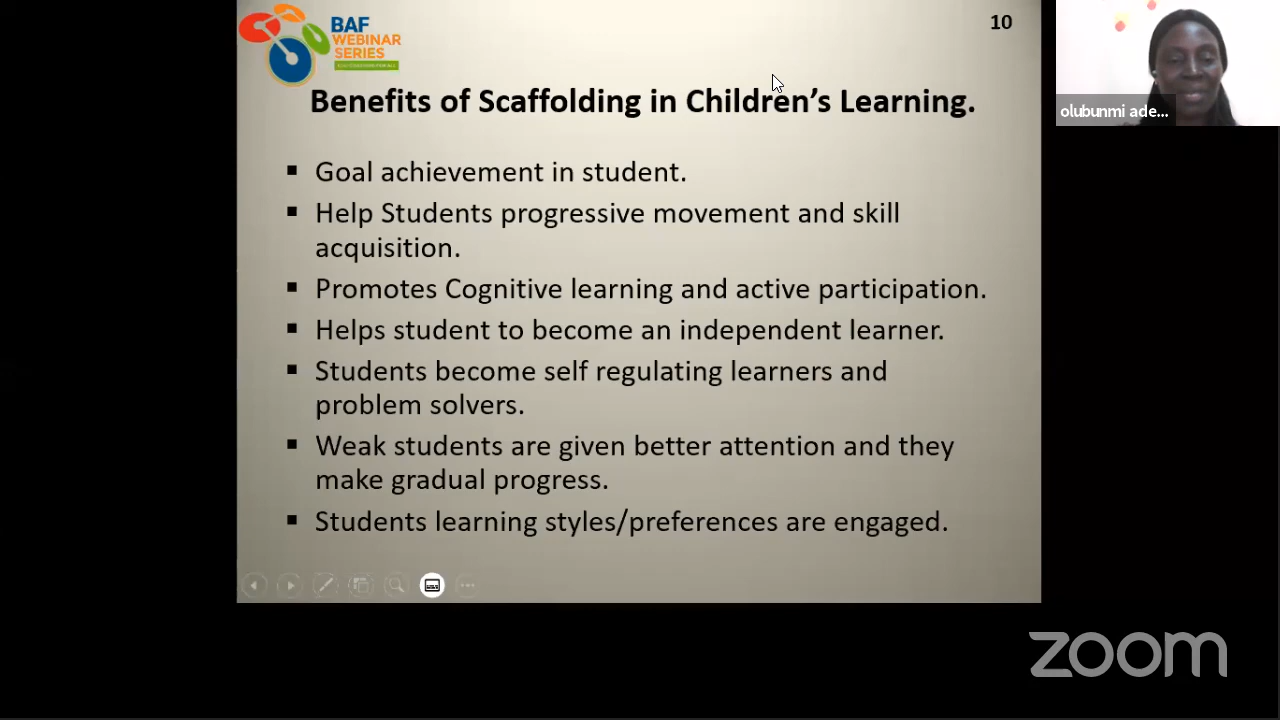 BAF
WEBINAR
SERIES
10
olubunmi ade...
Benefits of Scaffolding in Children’s Learning.
▪ Goal achievement in student.
▪ Help Students progressive movement and skill
acquisition.
▪ Promotes Cognitive learning and active participation.
▪ Helps student to become an independent learner.
▪ Students become self regulating learners and
problem solvers.
▪ Weak students are given better attention and they
make gradual progress.
▪ Students learning styles/preferences are engaged.
zoom